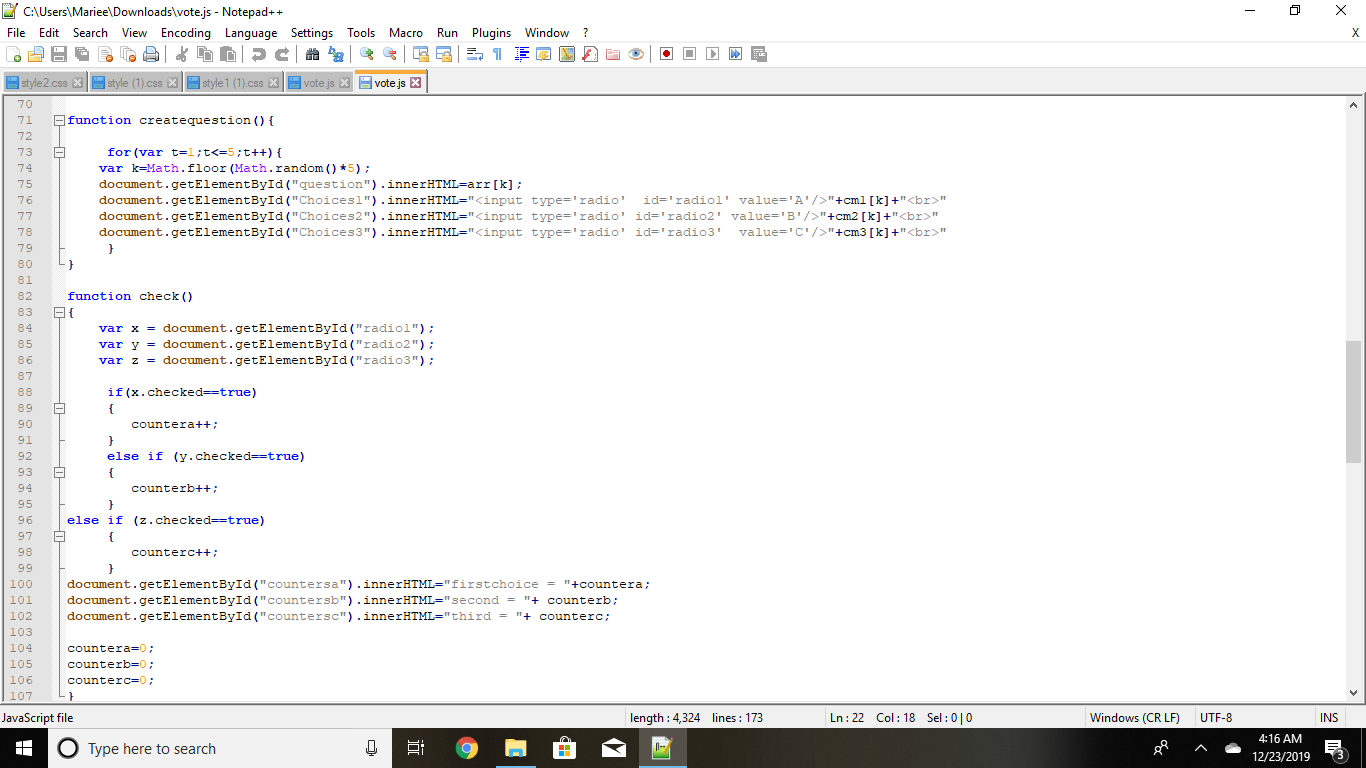 C:\Users\Mariee\Downloads\vote.js - Notepad++
File Edit Search View Encoding Language Settings Tools Macro Run Plugins Window ? X
style2.css style (1).css style1 (1).css vote.js vote.js
70
71 function createquestion(){
72
73 for(var t=1;t<=5;t++){
74 var k=Math.floor(Math.random()*5);
75 document.getElementById("question").innerHTML=arr[k];
76 document.getElementById("Choices1").innerHTML="<input type='radio'  id='radio1' value='A'/>"+cm1[k]+"<br>"
77 document.getElementById("Choices2").innerHTML="<input type='radio' id='radio2' value='B'/>"+cm2[k]+"<br>"
78 document.getElementById("Choices3").innerHTML="<input type='radio' id='radio3'  value='C'/>"+cm3[k]+"<br>"
79 }
80 }
81
82 function check()
83 {
84 var x = document.getElementById("radio1");
85 var y = document.getElementById("radio2");
86 var z = document.getElementById("radio3");
87
88 if(x.checked==true)
89 {
90 countera++;
91 }
92 else if (y.checked==true)
93 {
94 counterb++;
95 }
96 else if (z.checked==true)
97 {
98 counterc++;
99 }
100 document.getElementById("countersa").innerHTML="firstchoice = "+countera;
101 document.getElementById("countersb").innerHTML="second = "+ counterb;
102 document.getElementById("countersc").innerHTML="third = "+ counterc;
103
104 countera=0;
105 counterb=0;
106 counterc=0;
107 }
JavaScript file length : 4,324 lines : 173 Ln : 22 Col : 18 Sel : 0 | 0 Windows (CR LF) UTF-8 INS
Type here to search 4:16 AM
12/23/2019 3